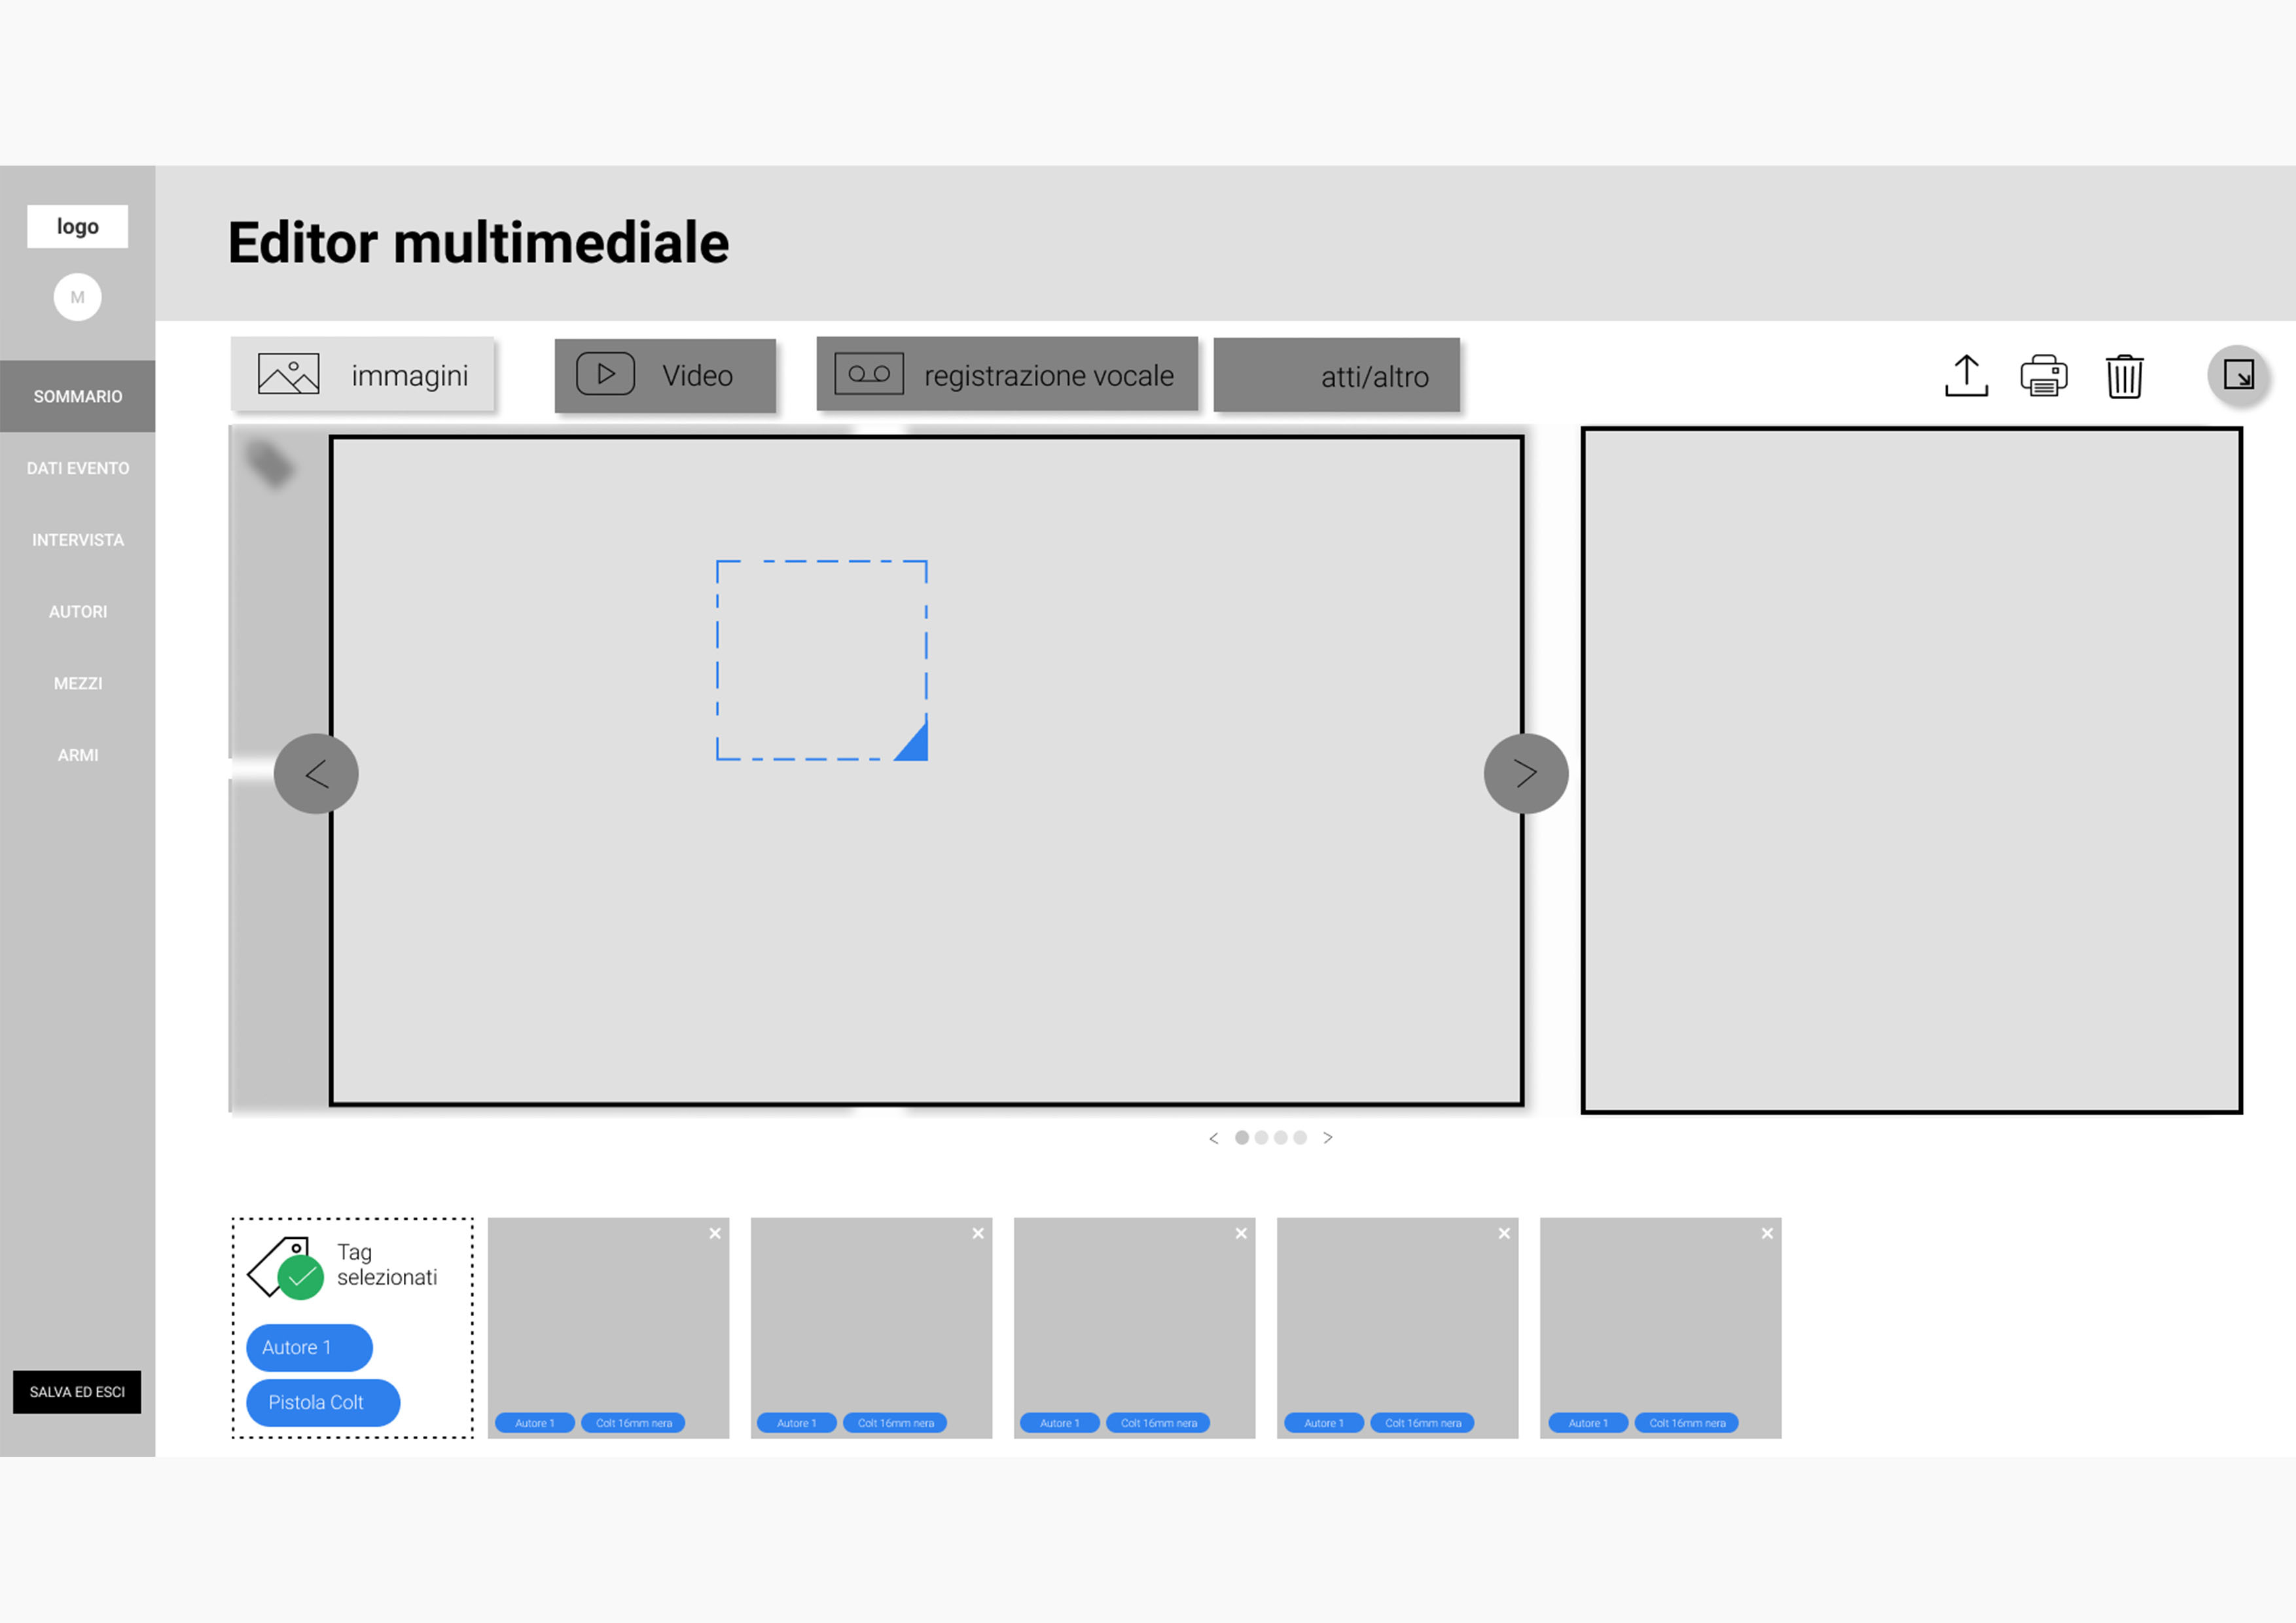 logo
M
SOMMARIO
DATI EVENTO
INTERVISTA
AUTORI
MEZZI
ARMI
SALVA ED ESCI
Editor multimediale
immagini
Video
registrazione vocale
atti/altro
Tag
selezionati
Autore 1
Pistola Colt
Autore 1
Colt 16mm nera
Autore 1
Colt 16mm nera
Autore 1
Colt 16mm nera
Autore 1
Colt 16mm nera
Autore 1
Colt 16mm nera